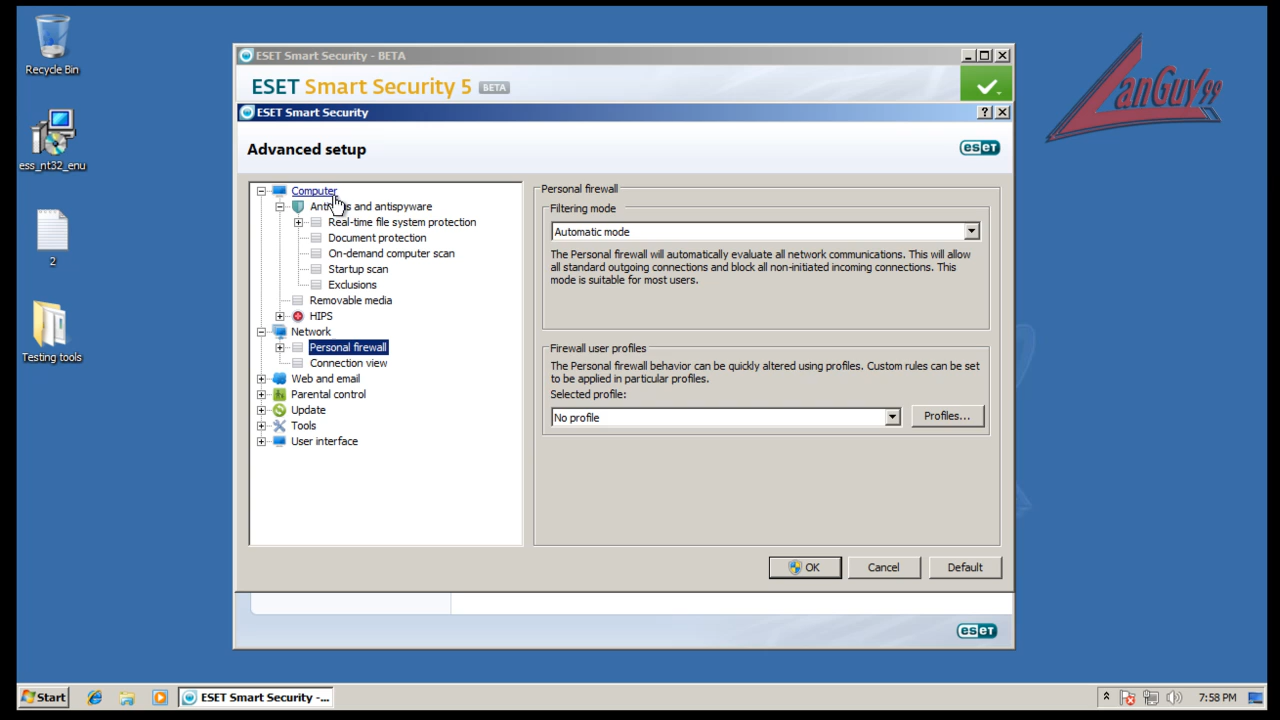 Recycle Bin
ess_nt32_enu
2
Testing tools
LanGuy99
ESET Smart Security - BETA
ESET Smart Security 5 BETA
ESET Smart Security
Advanced setup
eset
Computer
Antivirus and antispyware
Real-time file system protection
Document protection
On-demand computer scan
Startup scan
Exclusions
Removable media
HIPS
Network
Personal firewall
Connection view
Web and email
Parental control
Update
Tools
User interface
Personal firewall
Filtering mode
Automatic mode
The Personal firewall will automatically evaluate all network communications. This will allow
all standard outgoing connections and block all non-initiated incoming connections. This
mode is suitable for most users.
Firewall user profiles
The Personal firewall behavior can be quickly altered using profiles. Custom rules can be set
to be applied in particular profiles.
Selected profile:
No profile
Profiles...
OK
Cancel
Default
eset
Start
ESET Smart Security -...
7:58 PM